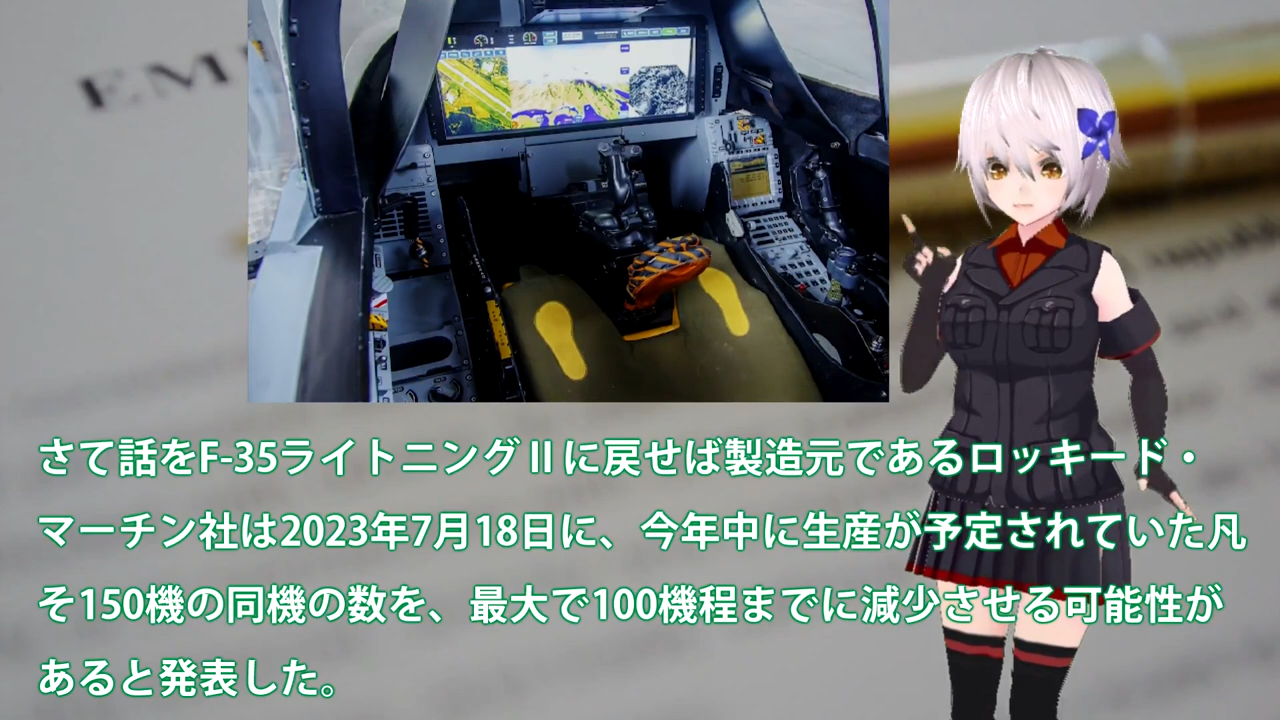 EM
さて話をF-35ライトニングⅡに戻せば製造元であるロッキード・
マーチン社は2023年7月18日に、今年中に生産が予定されていた凡
そ150機の同機の数を、最大で100機程までに減少させる可能性が
あると発表した。